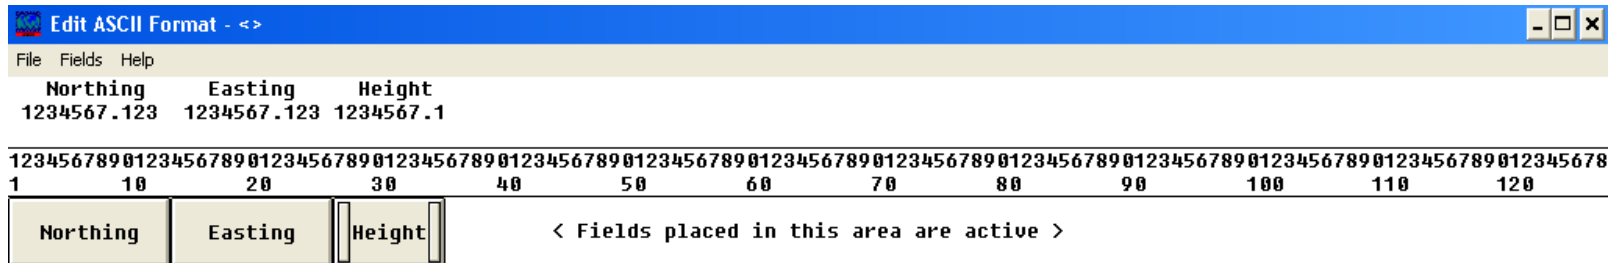 Edit ASCII Format - <>
File Fields Help
Northing Easting Height
1234567.123 1234567.123 1234567.1
12345678901234567890123456789012345678901234567890123456789012345678901234567890123456789012345678901234567890123456789012345678
1 10 20 30 40 50 60 70 80 90 100 110 120
Northing Easting Height < Fields placed in this area are active >